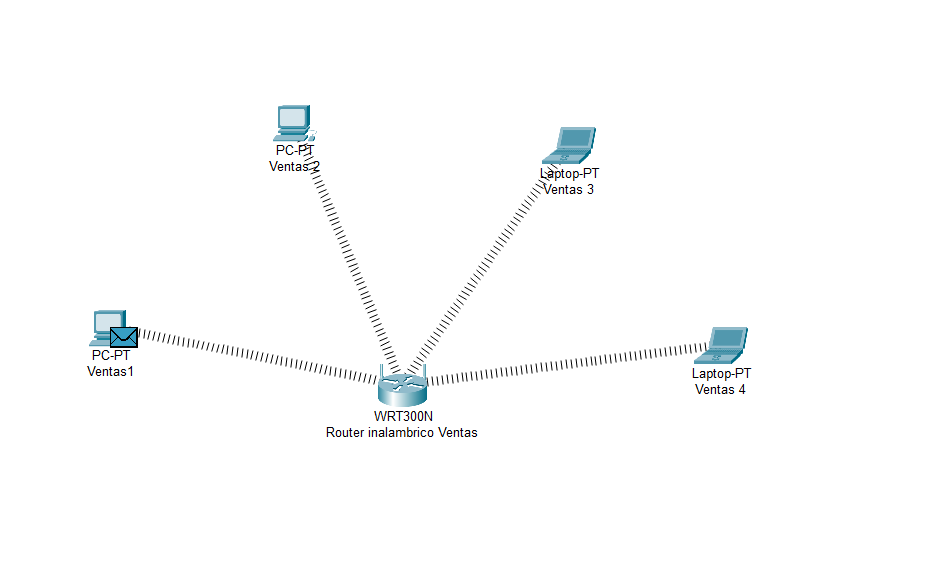 PC-PT
Ventas 2
Laptop-PT
Ventas 3
PC-PT
Ventas1
Laptop-PT
Ventas 4
WRT300N
Router inalambrico Ventas